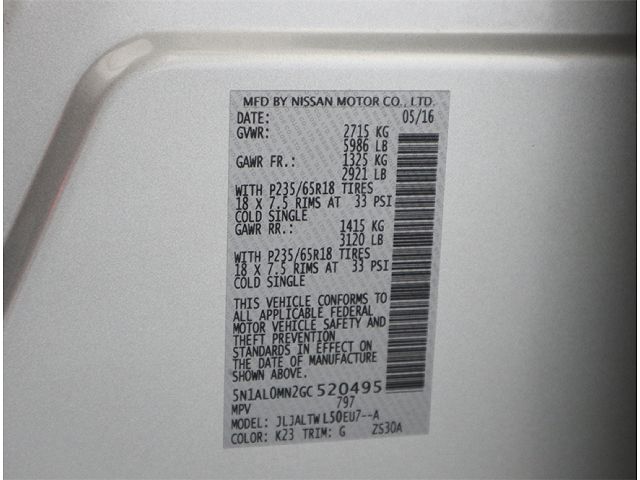 MFD BY NISSAN MOTOR CO., LTD.
DATE: 05/16
GVWR: 2715 KG
5986 LB
GAWR FR.: 1325 KG
2921 LB
WITH P235/65R18 TIRES
18 X 7.5 RIMS AT 33 PSI
COLD SINGLE
GAWR RR.: 1415 KG
3120 LB
WITH P235/65R18 TIRES
18 X 7.5 RIMS AT 33 PSI
COLD SINGLE
THIS VEHICLE CONFORMS TO
ALL APPLICABLE FEDERAL
MOTOR VEHICLE SAFETY AND
THEFT PREVENTION
STANDARDS IN EFFECT ON
THE DATE OF MANUFACTURE
SHOWN ABOVE.
5N1AL0MN2GC520495
MPV 797
MODEL: JLJALTWL50EU7--A
COLOR: K23 TRIM: G ZS30A